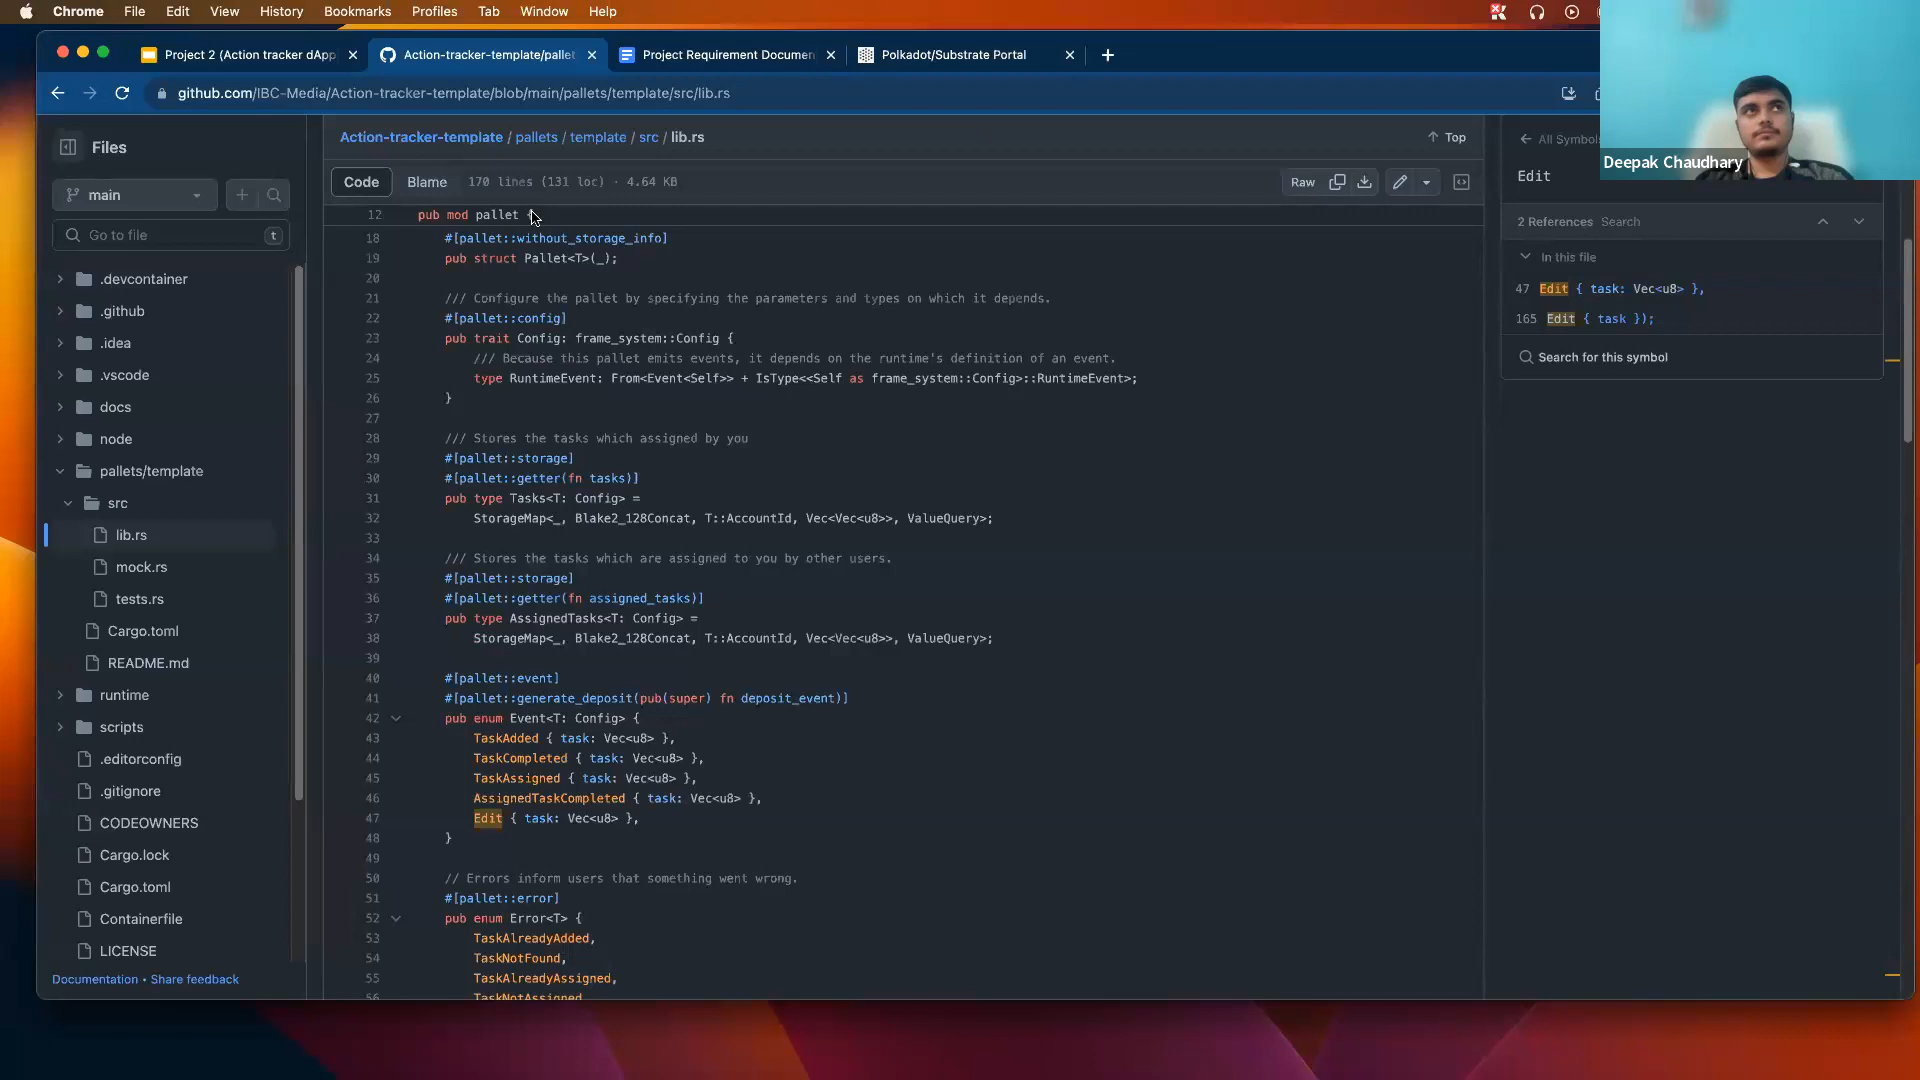 Chrome File Edit View History Bookmarks Profiles Tab Window Help
Project 2 (Action tracker dApp
Action-tracker-template/pallet
Project Requirement Documen
Polkadot/Substrate Portal
github.com/IBC-Media/Action-tracker-template/blob/main/pallets/template/src/lib.rs
Files
main
Go to file
t
.devcontainer
.github
.idea
.vscode
docs
node
pallets/template
src
lib.rs
mock.rs
tests.rs
Cargo.toml
README.md
runtime
scripts
.editorconfig
.gitignore
CODEOWNERS
Cargo.lock
Cargo.toml
Containerfile
LICENSE
Documentation • Share feedback
Action-tracker-template / pallets / template / src / lib.rs
Top
Code Blame 170 lines (131 loc) · 4.64 KB
Raw
12 pub mod pallet {
18 #[pallet::without_storage_info]
19 pub struct Pallet<T>(_);
20
21 /// Configure the pallet by specifying the parameters and types on which it depends.
22 #[pallet::config]
23 pub trait Config: frame_system::Config {
24 /// Because this pallet emits events, it depends on the runtime's definition of an event.
25 type RuntimeEvent: From<Event<Self>> + IsType<<Self as frame_system::Config>::RuntimeEvent>;
26 }
27
28 /// Stores the tasks which assigned by you
29 #[pallet::storage]
30 #[pallet::getter(fn tasks)]
31 pub type Tasks<T: Config> =
32 StorageMap<_, Blake2_128Concat, T::AccountId, Vec<Vec<u8>>, ValueQuery>;
33
34 /// Stores the tasks which are assigned to you by other users.
35 #[pallet::storage]
36 #[pallet::getter(fn assigned_tasks)]
37 pub type AssignedTasks<T: Config> =
38 StorageMap<_, Blake2_128Concat, T::AccountId, Vec<Vec<u8>>, ValueQuery>;
39
40 #[pallet::event]
41 #[pallet::generate_deposit(pub(super) fn deposit_event)]
42 pub enum Event<T: Config> {
43 TaskAdded { task: Vec<u8> },
44 TaskCompleted { task: Vec<u8> },
45 TaskAssigned { task: Vec<u8> },
46 AssignedTaskCompleted { task: Vec<u8> },
47 Edit { task: Vec<u8> },
48 }
49
50 // Errors inform users that something went wrong.
51 #[pallet::error]
52 pub enum Error<T> {
53 TaskAlreadyAdded,
54 TaskNotFound,
55 TaskAlreadyAssigned,
56 TaskNotAssigned
All Symbols
Edit
2 References Search
In this file
47 Edit { task: Vec<u8> },
165 Edit { task });
Search for this symbol
Deepak Chaudhary